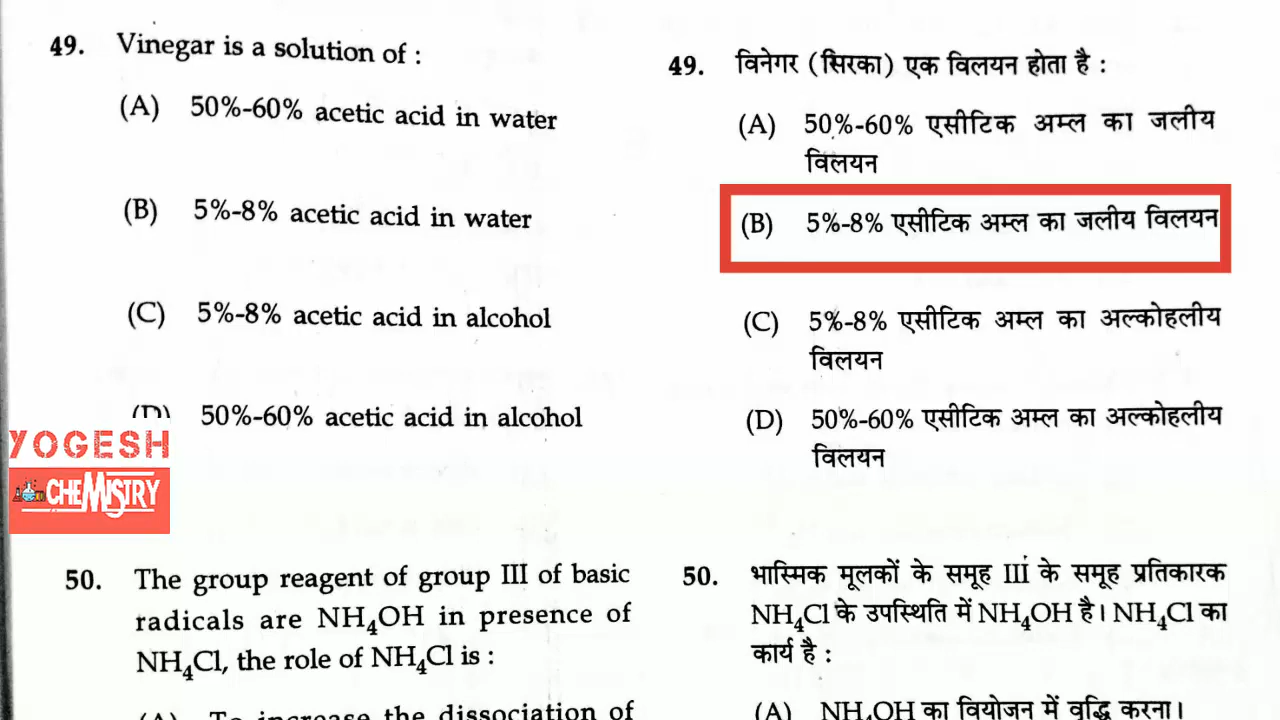 49. Vinegar is a solution of :
(A) 50%-60% acetic acid in water
(B) 5%-8% acetic acid in water
(C) 5%-8% acetic acid in alcohol
(D) 50%-60% acetic acid in alcohol
YOGESH
CHEMISTRY
50. The group reagent of group III of basic
radicals are NH₄OH in presence of
NH₄Cl, the role of NH₄Cl is :
(A) To increase the dissociation of
49. विनेगर (सिरका) एक विलयन होता है :
(A) 50%-60% एसीटिक अम्ल का जलीय
विलयन
(B) 5%-8% एसीटिक अम्ल का जलीय विलयन
(C) 5%-8% एसीटिक अम्ल का अल्कोहलीय
विलयन
(D) 50%-60% एसीटिक अम्ल का अल्कोहलीय
विलयन
50. भास्मिक मूलकों के समूह III के समूह प्रतिकारक
NH₄Cl के उपस्थिति में NH₄OH है। NH₄Cl का
कार्य है :
(A) NH₄OH का वियोजन में वृद्धि करना।